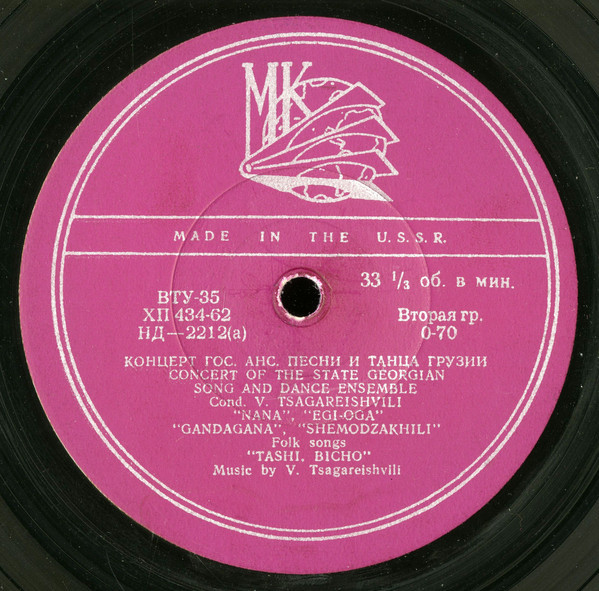 МК
MADE IN THE U.S.S.R.
33 ⅓ об. в мин.
ВТУ-35
ХП 434-62
НД—2212(а)
Вторая гр.
0-70
КОНЦЕРТ ГОС. АНС. ПЕСНИ И ТАНЦА ГРУЗИИ
CONCERT OF THE STATE GEORGIAN
SONG AND DANCE ENSEMBLE
Cond. V. TSAGAREISHVILI
"NANA", "EGI-OGA"
"GANDAGANA", "SHEMODZAKHILI"
Folk songs
"TASHI, BICHO"
Music by V. Tsagareishvili